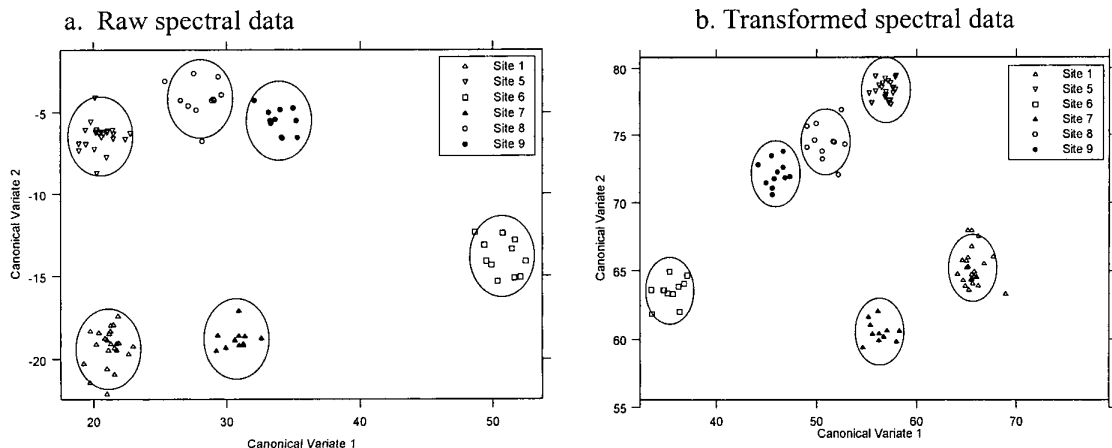 a. Raw spectral data
Site 1
Site 5
Site 6
Site 7
Site 8
Site 9
-5
-10
-15
-20
Canonical Variate 2
20
30
40
50
Canonical Variate 1
b. Transformed spectral data
Site 1
Site 5
Site 6
Site 7
Site 8
Site 9
80
75
70
65
60
55
Canonical Variate 2
40
50
60
70
Canonical Variate 1